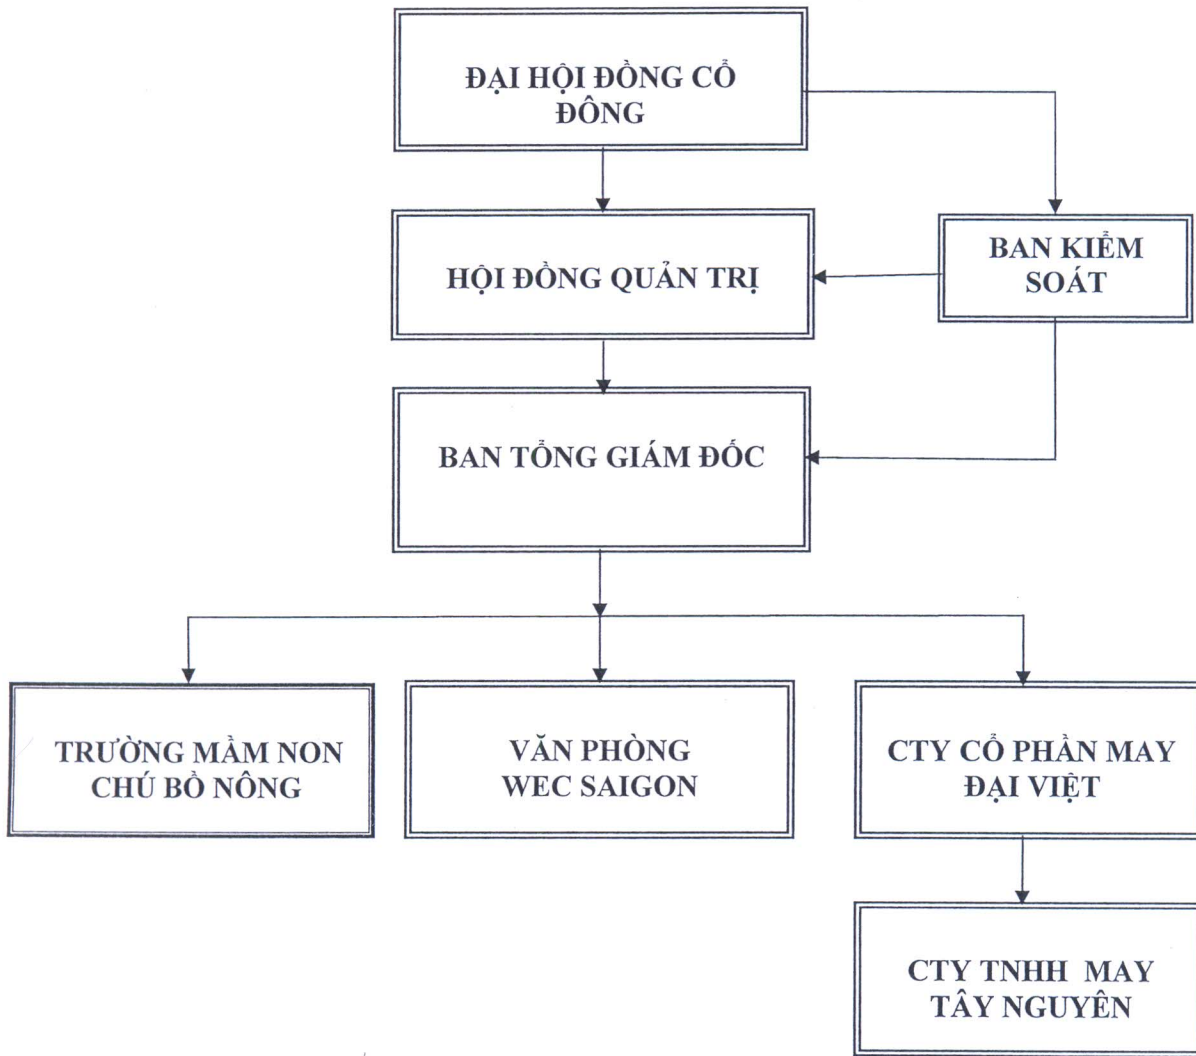 ĐẠI HỘI ĐỒNG CỔ
ĐÔNG
HỘI ĐỒNG QUẢN TRỊ
BAN KIỂM
SOÁT
BAN TỔNG GIÁM ĐỐC
TRƯỜNG MẦM NON
CHÚ BỒ NÔNG
VĂN PHÒNG
WEC SAIGON
CTY CỔ PHẦN MAY
ĐẠI VIỆT
CTY TNHH MAY
TÂY NGUYÊN